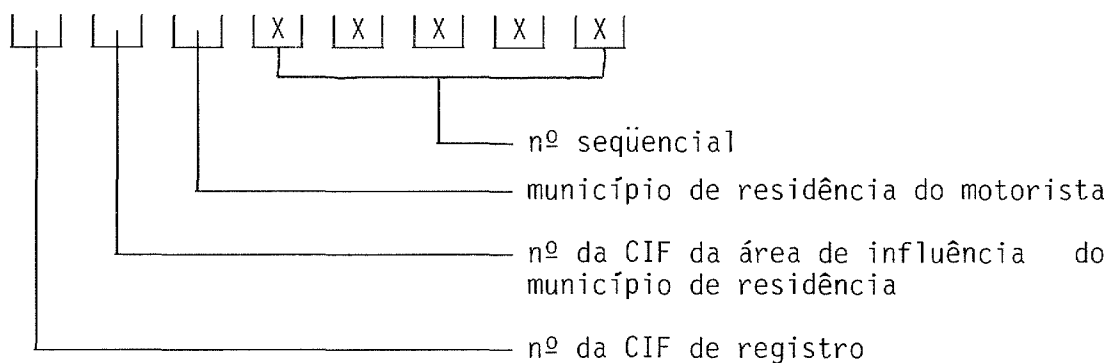 X X X X X
nº seqüencial
município de residência do motorista
nº da CIF da área de influência do
município de residência
nº da CIF de registro